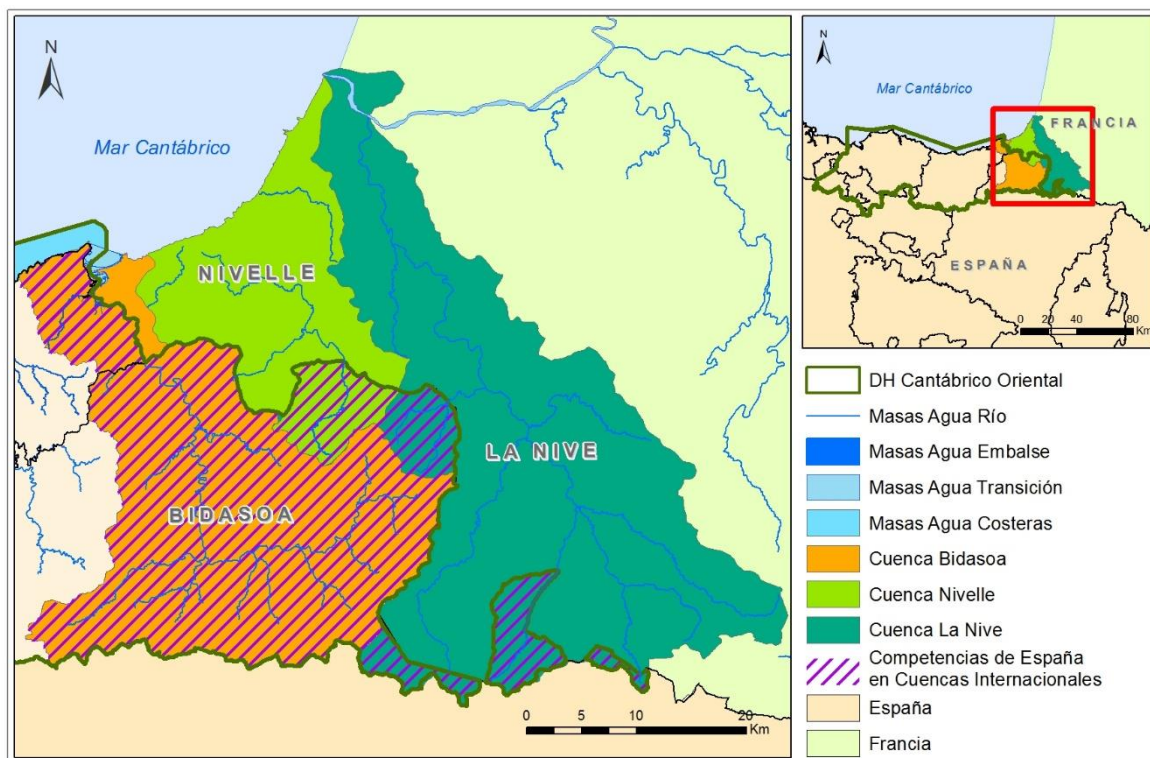 N
Mar Cantábrico
NIVELLE
LA NIVE
BIDASOA
0 5 10 20
Km
N
Mar Cantábrico
FRANCIA
ESPAÑA
0 20 40 80
Km
DH Cantábrico Oriental
Masas Agua Río
Masas Agua Embalse
Masas Agua Transición
Masas Agua Costeras
Cuenca Bidasoa
Cuenca Nivelle
Cuenca La Nive
Competencias de España
en Cuencas Internacionales
España
Francia